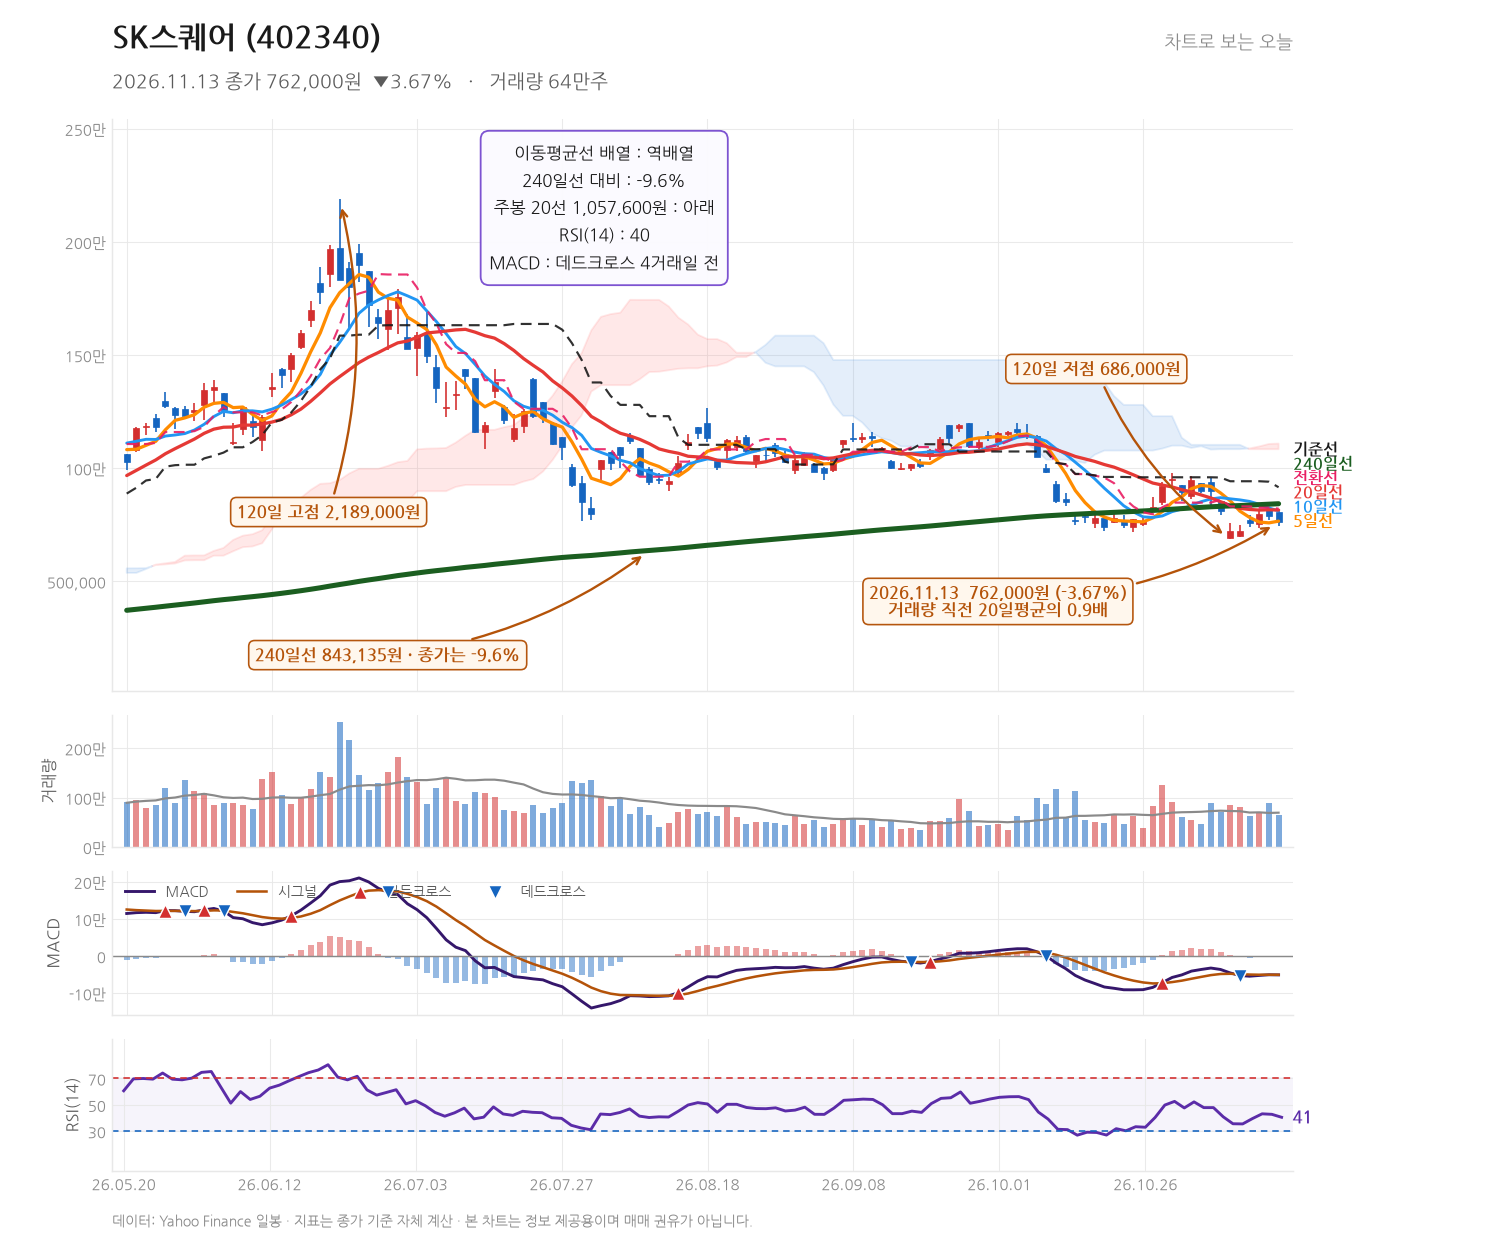 SK스퀘어 (402340)
차트로 보는 오늘
2026.11.13 종가 762,000원 ▼3.67% · 거래량 64만주
250만
200만
150만
100만
500,000
이동평균선 배열 : 역배열
240일선 대비 : -9.6%
주봉 20선 1,057,600원 : 아래
RSI(14) : 40
MACD : 데드크로스 4거래일 전
120일 저점 686,000원
120일 고점 2,189,000원
기준선
240일선
전환선
20일선
10일선
5일선
2026.11.13 762,000원 (-3.67%)
거래량 직전 20일평균의 0.9배
240일선 843,135원 · 종가는 -9.6%
거래량
200만
100만
0만
MACD
20만
10만
0
-10만
MACD
시그널
데드크로스
RSI(14)
70
50
30
41
26.05.20
26.06.12
26.07.03
26.07.27
26.08.18
26.09.08
26.10.01
26.10.26
데이터: Yahoo Finance 일봉 · 지표는 종가 기준 자체 계산 · 본 차트는 정보 제공용이며 매매 권유가 아닙니다.